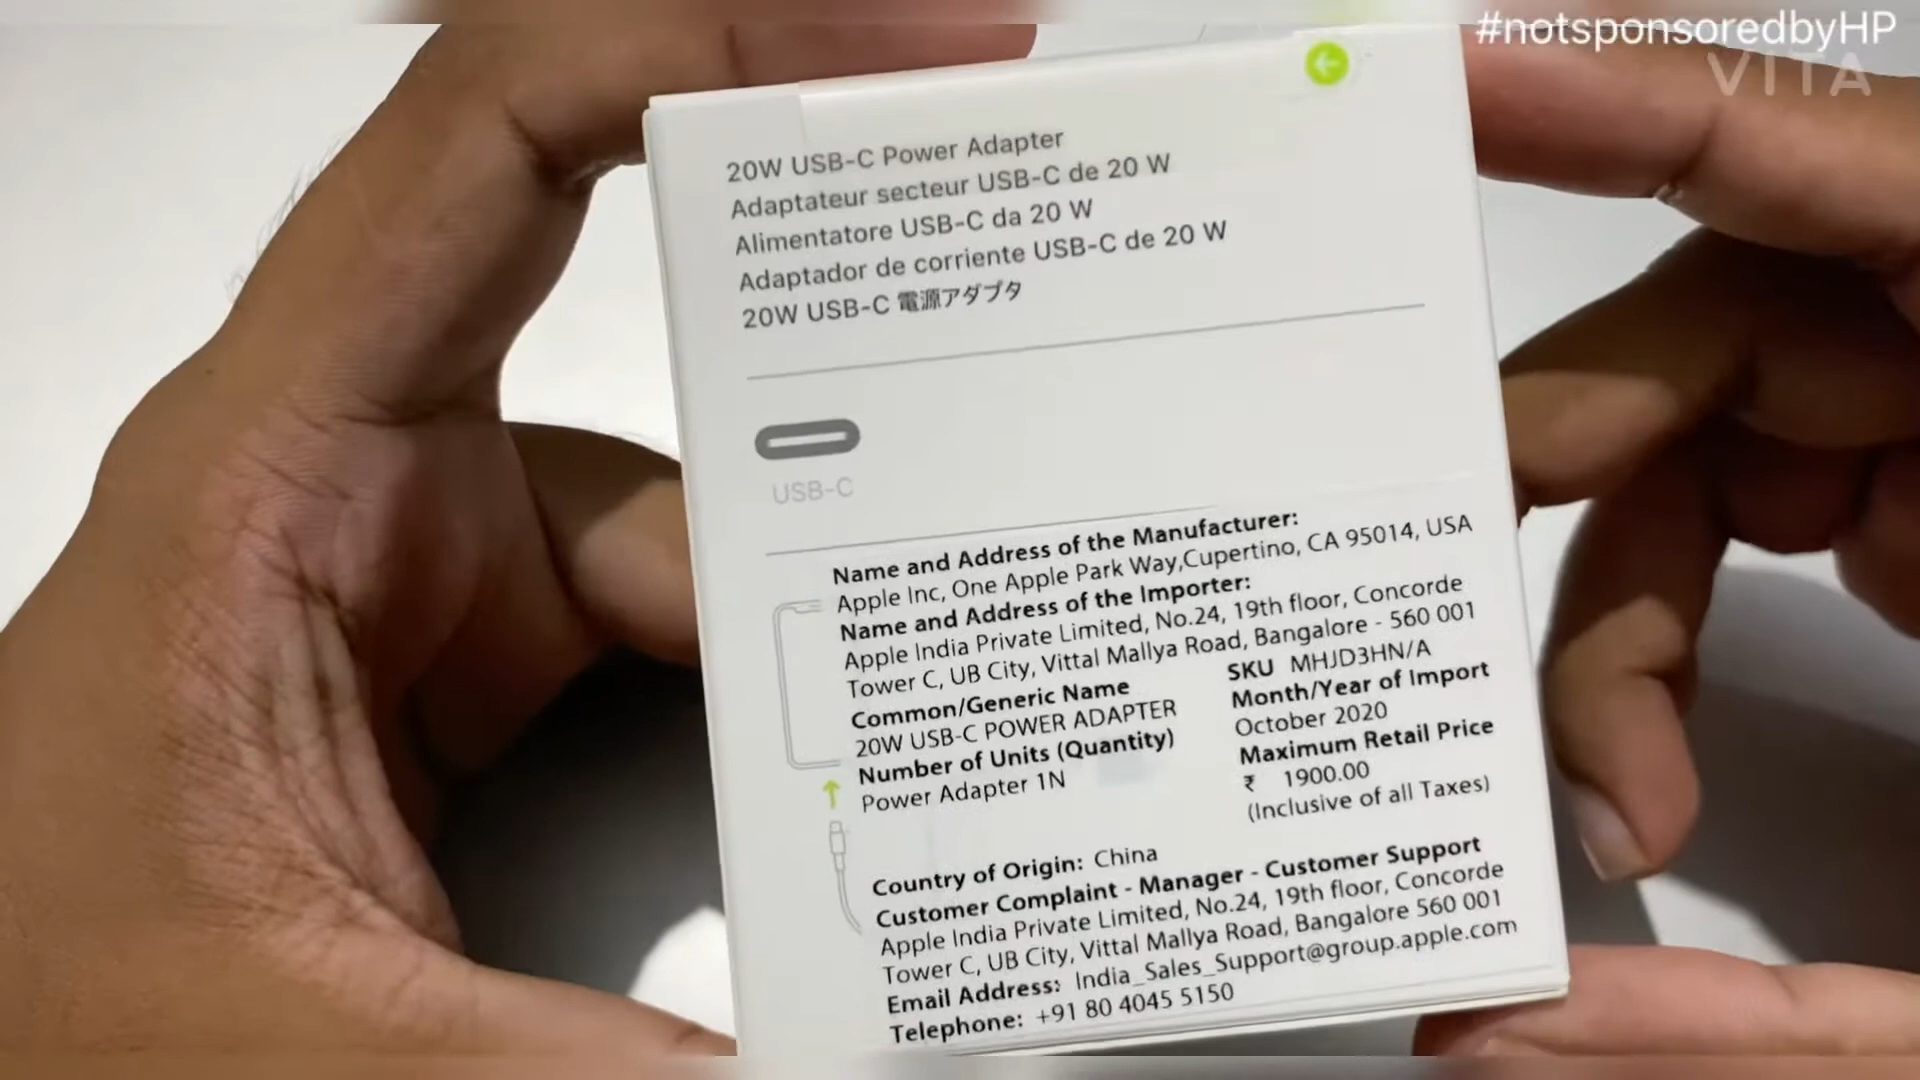 #notsponsoredbyHP
VITA
20W USB-C Power Adapter
Adaptateur secteur USB-C de 20 W
Alimentatore USB-C da 20 W
Adaptador de corriente USB-C de 20 W
20W USB-C 電源アダプタ
USB-C
Name and Address of the Manufacturer:
Apple Inc, One Apple Park Way,Cupertino, CA 95014, USA
Name and Address of the Importer:
Apple India Private Limited, No.24, 19th floor, Concorde
Tower C, UB City, Vittal Mallya Road, Bangalore - 560 001
Common/Generic Name
20W USB-C POWER ADAPTER
Number of Units (Quantity)
Power Adapter 1N
SKU MHJD3HN/A
Month/Year of Import
October 2020
Maximum Retail Price
₹ 1900.00
(Inclusive of all Taxes)
Country of Origin: China
Customer Complaint - Manager - Customer Support
Apple India Private Limited, No.24, 19th floor, Concorde
Tower C, UB City, Vittal Mallya Road, Bangalore 560 001
Email Address: India_Sales_Support@group.apple.com
Telephone: +91 80 4045 5150